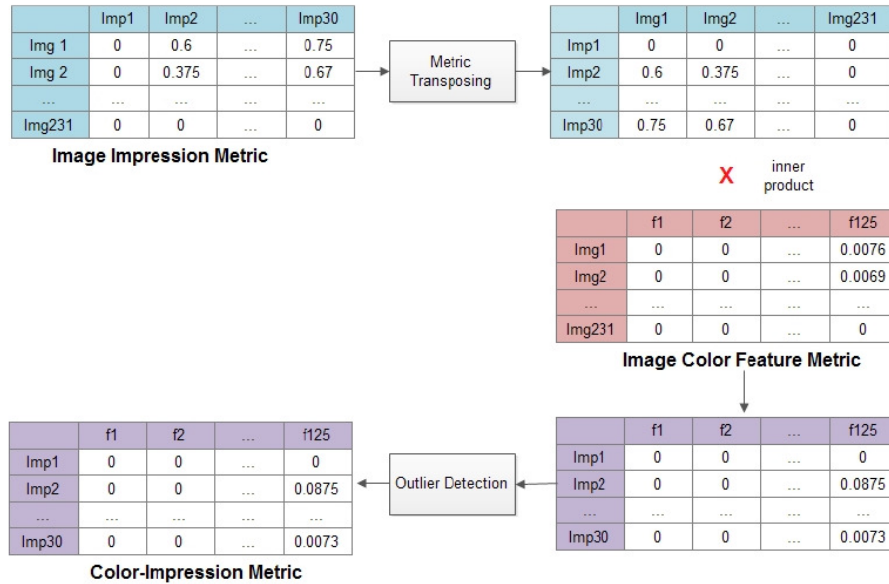 Imp1 Imp2 ... Imp30
Img 1 0 0.6 ... 0.75
Img 2 0 0.375 ... 0.67
... ... ... ... ...
Img231 0 0 ... 0
Image Impression Metric
Metric
Transposing
Img1 Img2 ... Img231
Imp1 0 0 ... 0
Imp2 0.6 0.375 ... 0
... ... ... ... ...
Imp30 0.75 0.67 ... 0
X
inner
product
f1 f2 ... f125
Img1 0 0 ... 0.0076
Img2 0 0 ... 0.0069
... ... ... ... ...
Img231 0 0 ... 0
Image Color Feature Metric
f1 f2 ... f125
Imp1 0 0 ... 0
Imp2 0 0 ... 0.0875
... ... ... ... ...
Imp30 0 0 ... 0.0073
Outlier Detection
f1 f2 ... f125
Imp1 0 0 ... 0
Imp2 0 0 ... 0.0875
... ... ... ... ...
Imp30 0 0 ... 0.0073
Color-Impression Metric